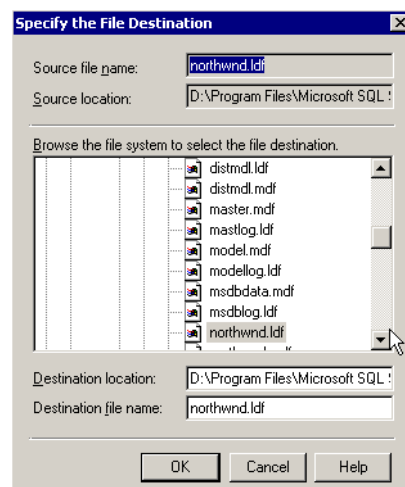 Specify the File Destination
Source file name: northwnd.ldf
Source location: D:\Program Files\Microsoft SQL
Browse the file system to select the file destination.
distmdl.ldf
distmdl.mdf
master.mdf
mastlog.ldf
model.mdf
modellog.ldf
msdbdata.mdf
msdblog.ldf
northwnd.ldf
Destination location: D:\Program Files\Microsoft SQL
Destination file name: northwnd.ldf
OK Cancel Help